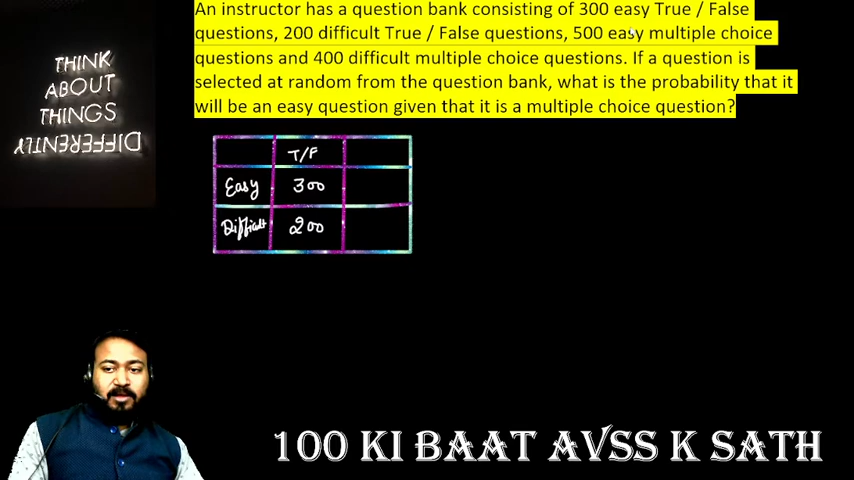 An instructor has a question bank consisting of 300 easy True / False
questions, 200 difficult True / False questions, 500 easy multiple choice
questions and 400 difficult multiple choice questions. If a question is
selected at random from the question bank, what is the probability that it
will be an easy question given that it is a multiple choice question?
THINK
ABOUT
THINGS
DIFFERENTLY
T/F
Easy 300
Difficult 200
100 KI BAAT AVSS K SATH